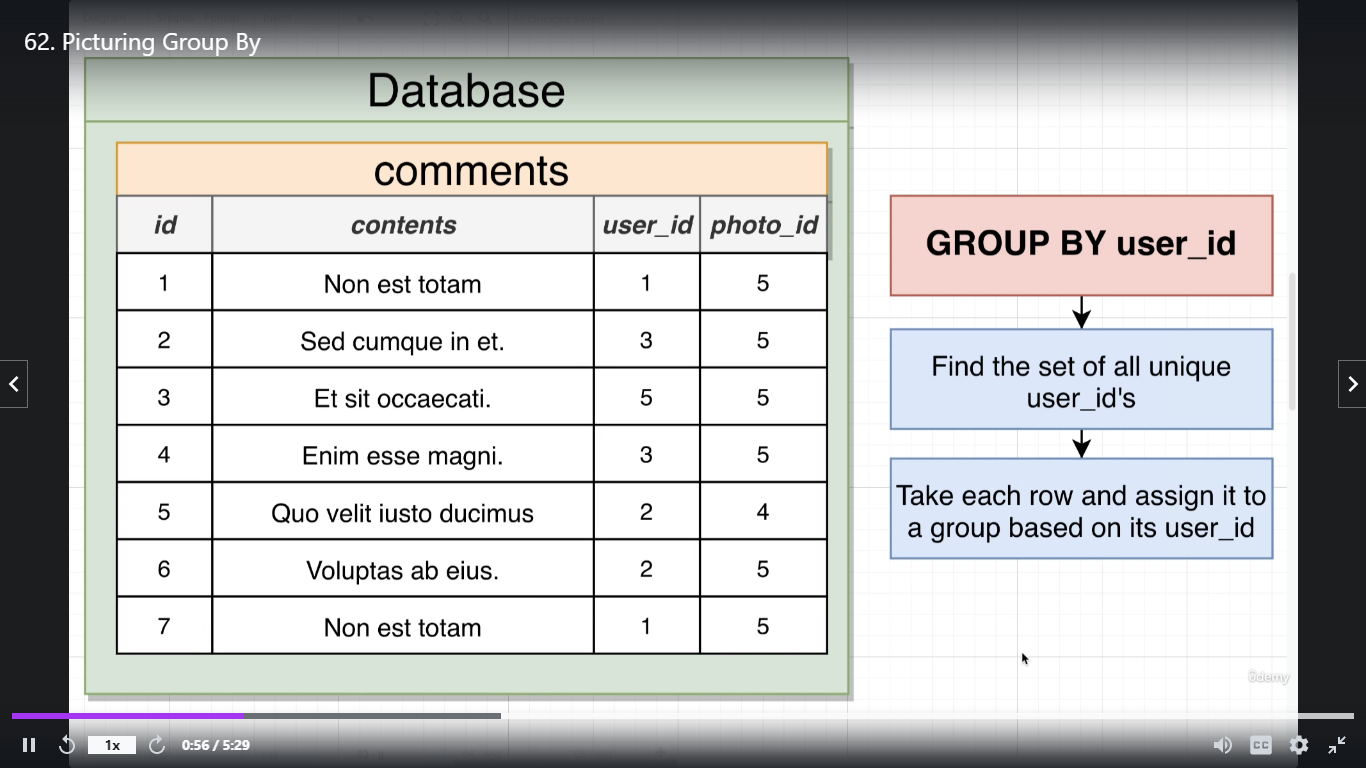 62. Picturing Group By
Database
comments
id contents user_id photo_id
1 Non est totam 1 5
2 Sed cumque in et. 3 5
3 Et sit occaecati. 5 5
4 Enim esse magni. 3 5
5 Quo velit iusto ducimus 2 4
6 Voluptas ab eius. 2 5
7 Non est totam 1 5
GROUP BY user_id
Find the set of all unique
user_id's
Take each row and assign it to
a group based on its user_id
ûdemy
1x 0:56 / 5:29 CC